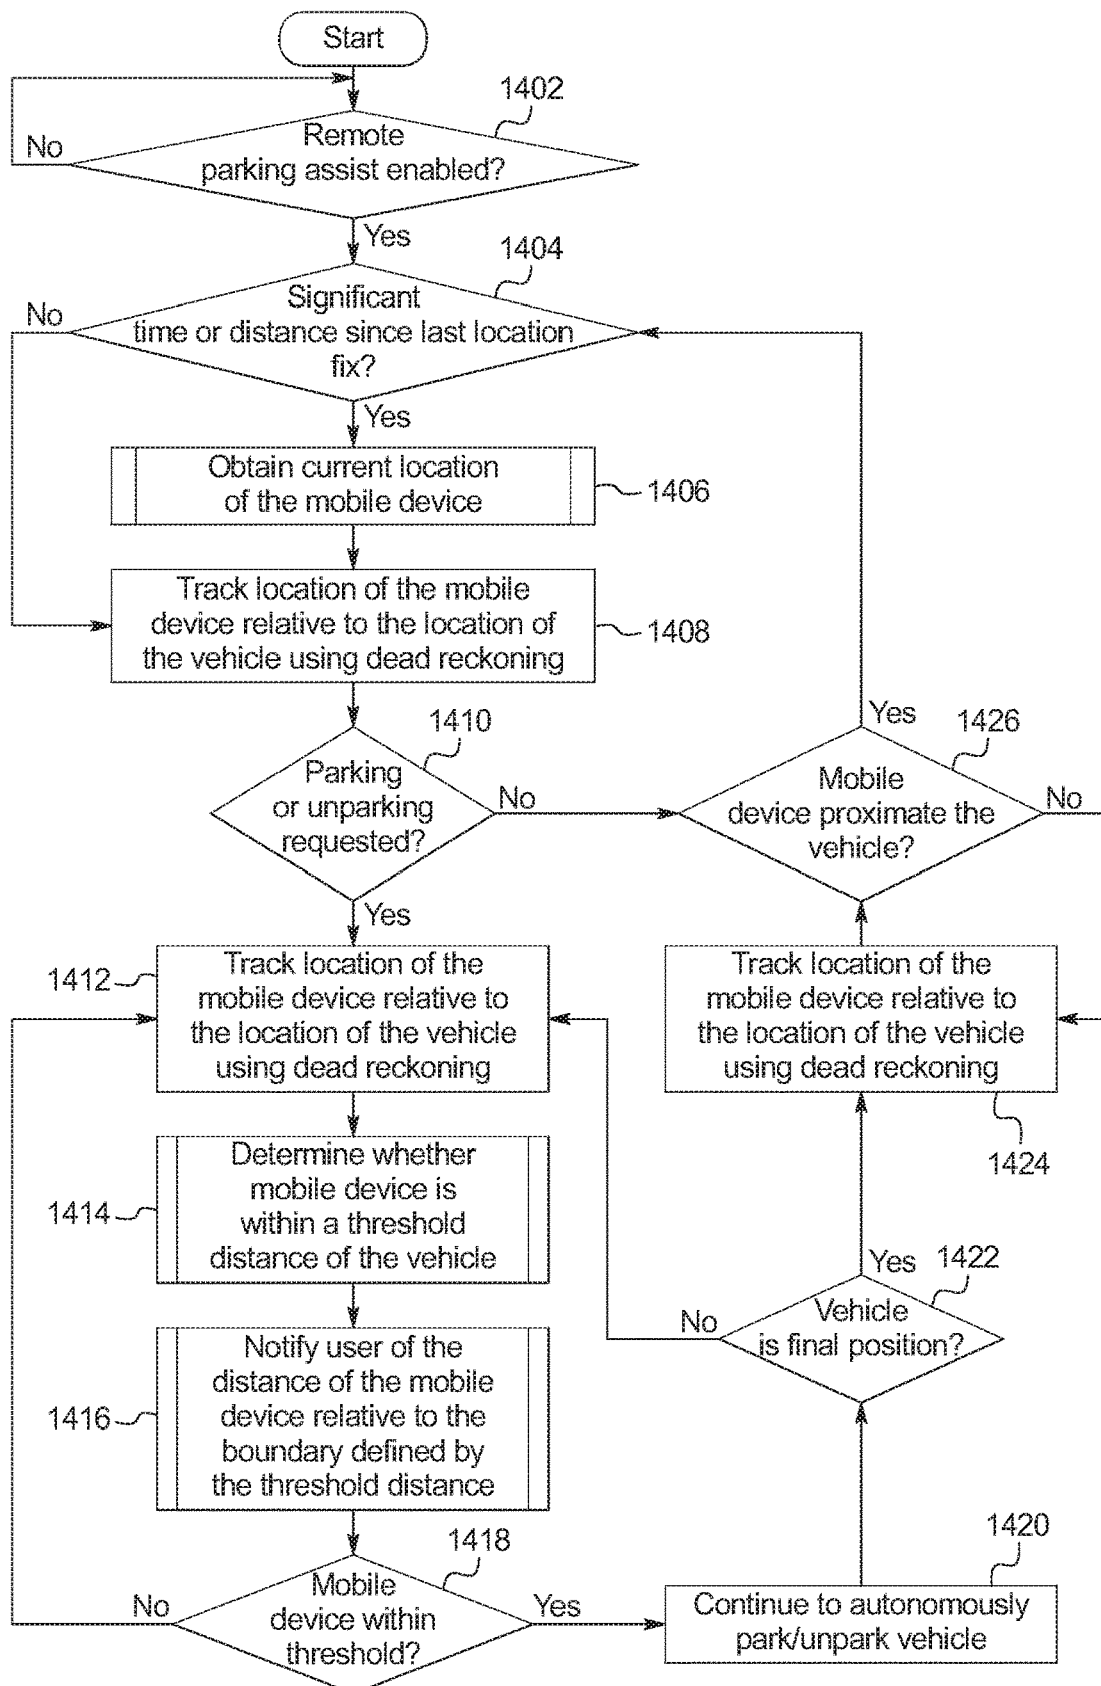 Start
1402
Remote
parking assist enabled?
No
Yes
1404
Significant
time or distance since last location
fix?
No
Yes
Obtain current location
of the mobile device
1406
Track location of the mobile
device relative to the location of
the vehicle using dead reckoning
1408
1410
Parking
or unparking
requested?
No
Yes
Yes
1426
Mobile
device proximate the
vehicle?
No
1412
Track location of the
mobile device relative to
the location of the vehicle
using dead reckoning
Track location of the
mobile device relative to
the location of the vehicle
using dead reckoning
1424
1414
Determine whether
mobile device is
within a threshold
distance of the vehicle
Yes
1422
Vehicle
is final position?
No
1416
Notify user of the
distance of the mobile
device relative to the
boundary defined by
the threshold distance
1418
Mobile
device within
threshold?
No
Yes
1420
Continue to autonomously
park/unpark vehicle